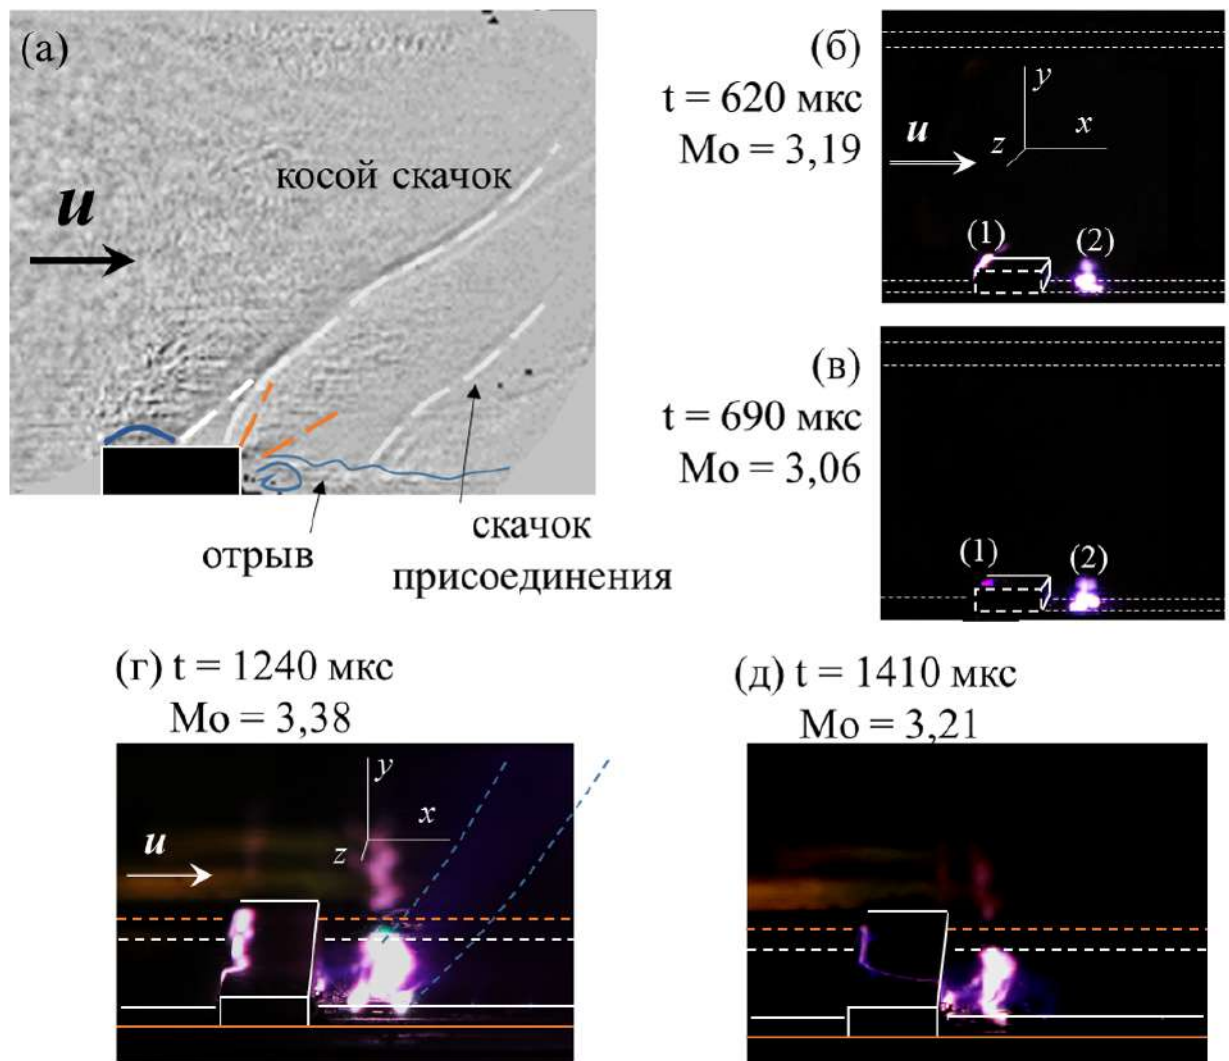 (а)
u
косой скачок
отрыв
скачок
присоединения
(б)
t = 620 мкс
Mo = 3,19
u
y
x
z
(1)
(2)
(в)
t = 690 мкс
Mo = 3,06
(1)
(2)
(г) t = 1240 мкс
Mo = 3,38
u
y
x
z
(д) t = 1410 мкс
Mo = 3,21